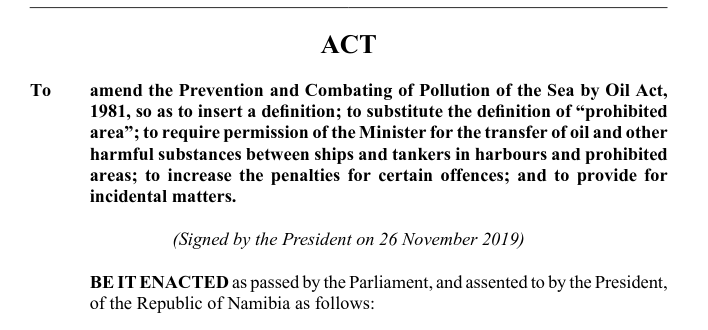 ACT
To amend the Prevention and Combating of Pollution of the Sea by Oil Act,
1981, so as to insert a definition; to substitute the definition of “prohibited
area”; to require permission of the Minister for the transfer of oil and other
harmful substances between ships and tankers in harbours and prohibited
areas; to increase the penalties for certain offences; and to provide for
incidental matters.
(Signed by the President on 26 November 2019)
BE IT ENACTED as passed by the Parliament, and assented to by the President,
of the Republic of Namibia as follows: